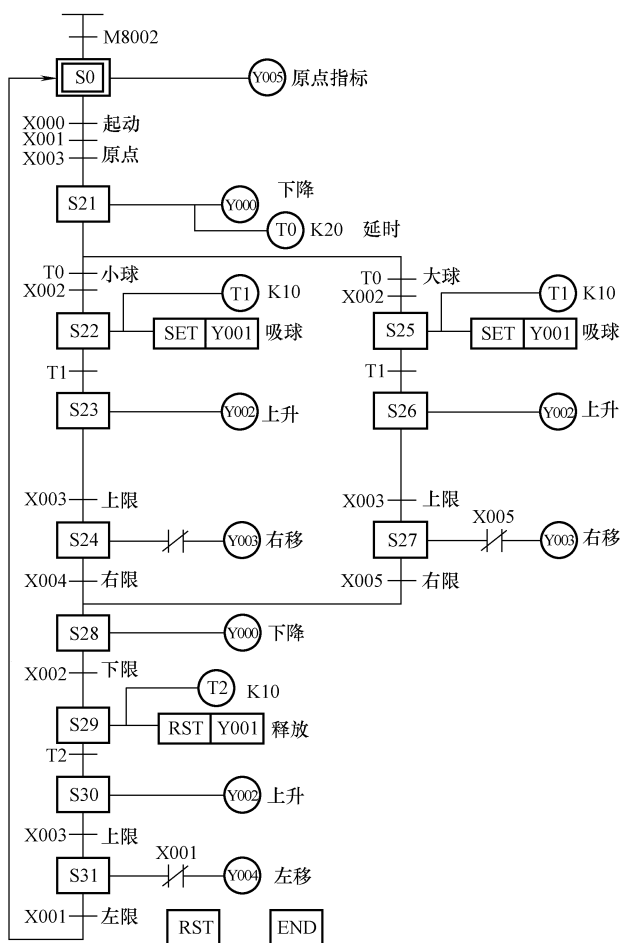 M8002
S0 Y005 原点指标
X000 起动
X001
X003 原点
S21 Y000 下降
T0 K20 延时
T0 小球 T0 大球
X002 X002
T1 K10 T1 K10
S22 SET Y001 吸球 S25 SET Y001 吸球
T1 T1
S23 Y002 上升 S26 Y002 上升
X003 上限 X003 上限
X005
S24 Y003 右移 S27 Y003 右移
X004 右限 X005 右限
S28 Y000 下降
X002 下限
T2 K10
S29 RST Y001 释放
T2
S30 Y002 上升
X003 上限
X001
S31 Y004 左移
X001 左限
RST END